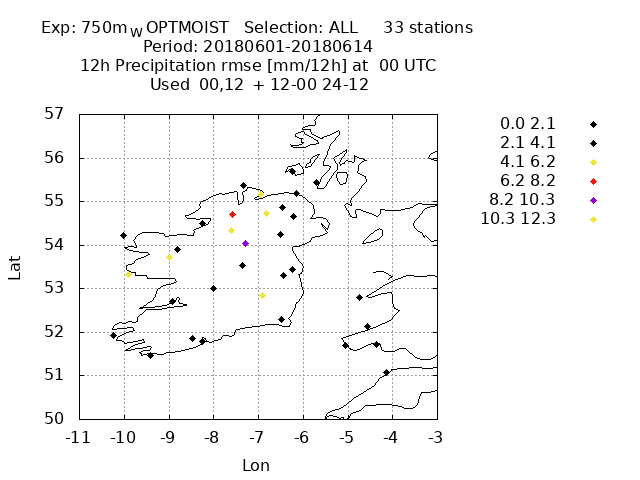 Exp: 750mWOPTMOIST Selection: ALL 33 stations
Period: 20180601-20180614
12h Precipitation rmse [mm/12h] at 00 UTC
Used 00,12 + 12-00 24-12
57
56
55
54
53
52
51
50
-11 -10 -9 -8 -7 -6 -5 -4 -3
Lat
Lon
0.0 2.1
2.1 4.1
4.1 6.2
6.2 8.2
8.2 10.3
10.3 12.3